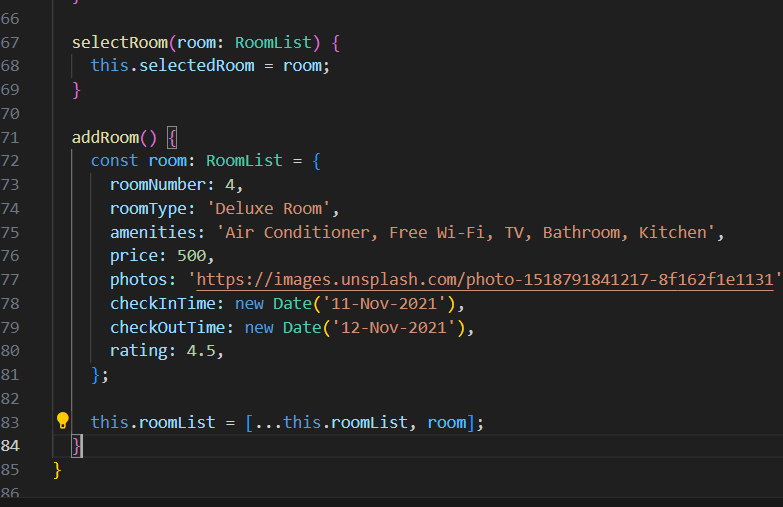 66 }
67 selectRoom(room: RoomList) {
68 this.selectedRoom = room;
69 }
70
71 addRoom() {
72 const room: RoomList = {
73 roomNumber: 4,
74 roomType: 'Deluxe Room',
75 amenities: 'Air Conditioner, Free Wi-Fi, TV, Bathroom, Kitchen',
76 price: 500,
77 photos: 'https://images.unsplash.com/photo-1518791841217-8f162f1e1131'
78 checkInTime: new Date('11-Nov-2021'),
79 checkOutTime: new Date('12-Nov-2021'),
80 rating: 4.5,
81 };
82
83 this.roomList = [...this.roomList, room];
84 }
85 }
86